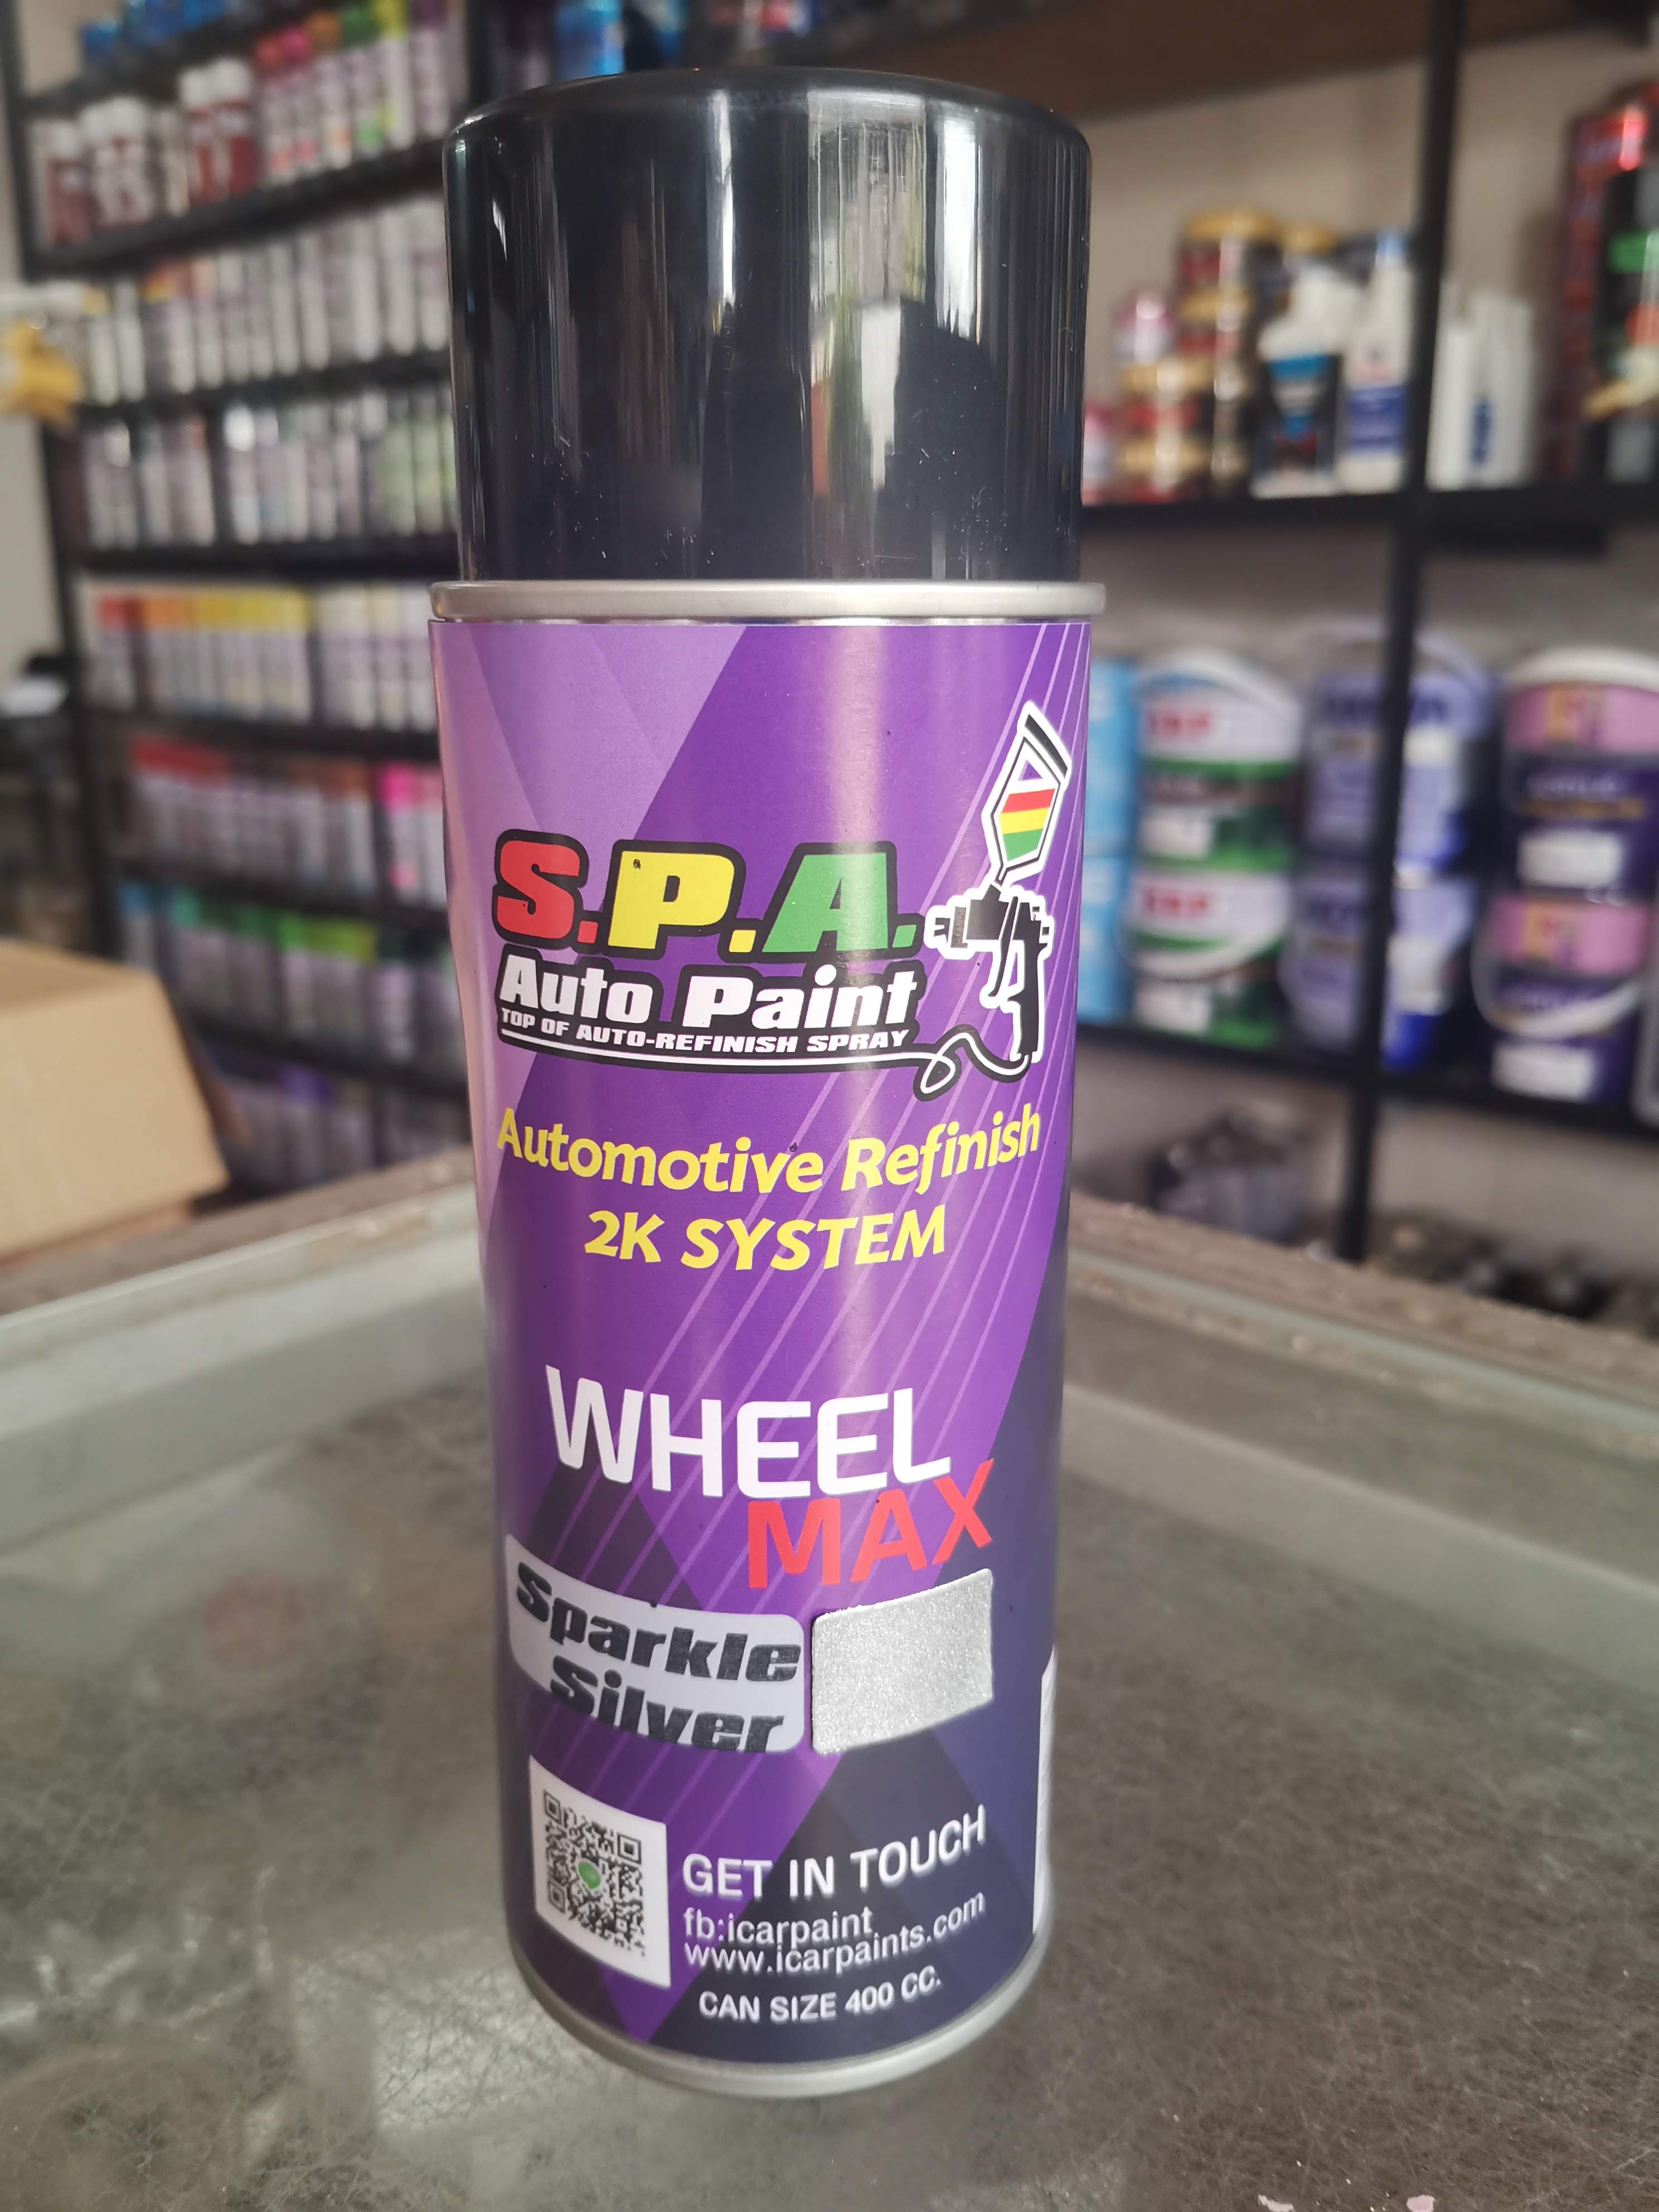 S.P.A.
Auto Paint
TOP OF AUTO-REFINISH SPRAY
Automotive Refinish
2K SYSTEM
WHEEL
MAX
Sparkle
Silver
GET IN TOUCH
fb:icarpaint
www.icarpaints.com
CAN SIZE 400 CC.